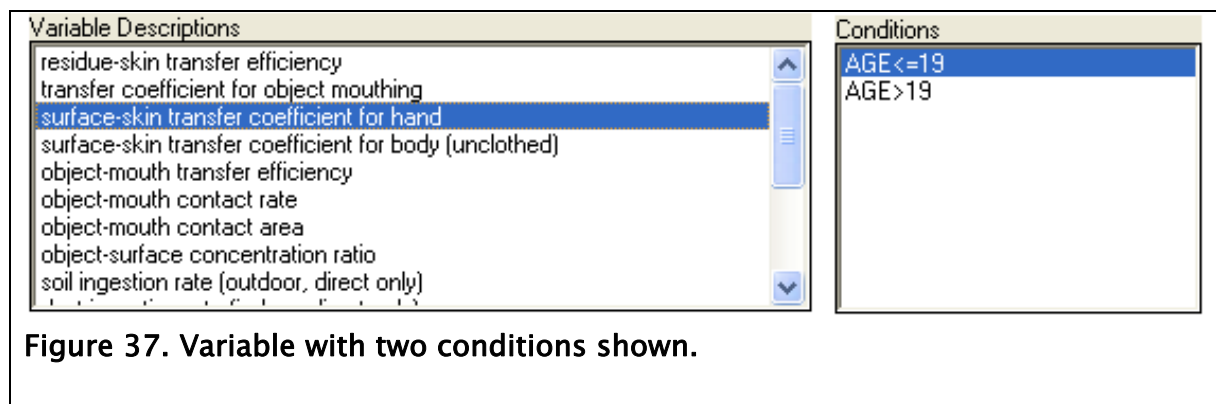 Variable Descriptions
residue-skin transfer efficiency
transfer coefficient for object mouthing
surface-skin transfer coefficient for hand
surface-skin transfer coefficient for body (unclothed)
object-mouth transfer efficiency
object-mouth contact rate
object-mouth contact area
object-surface concentration ratio
soil ingestion rate (outdoor, direct only)
Conditions
AGE<=19
AGE>19
Figure 37. Variable with two conditions shown.